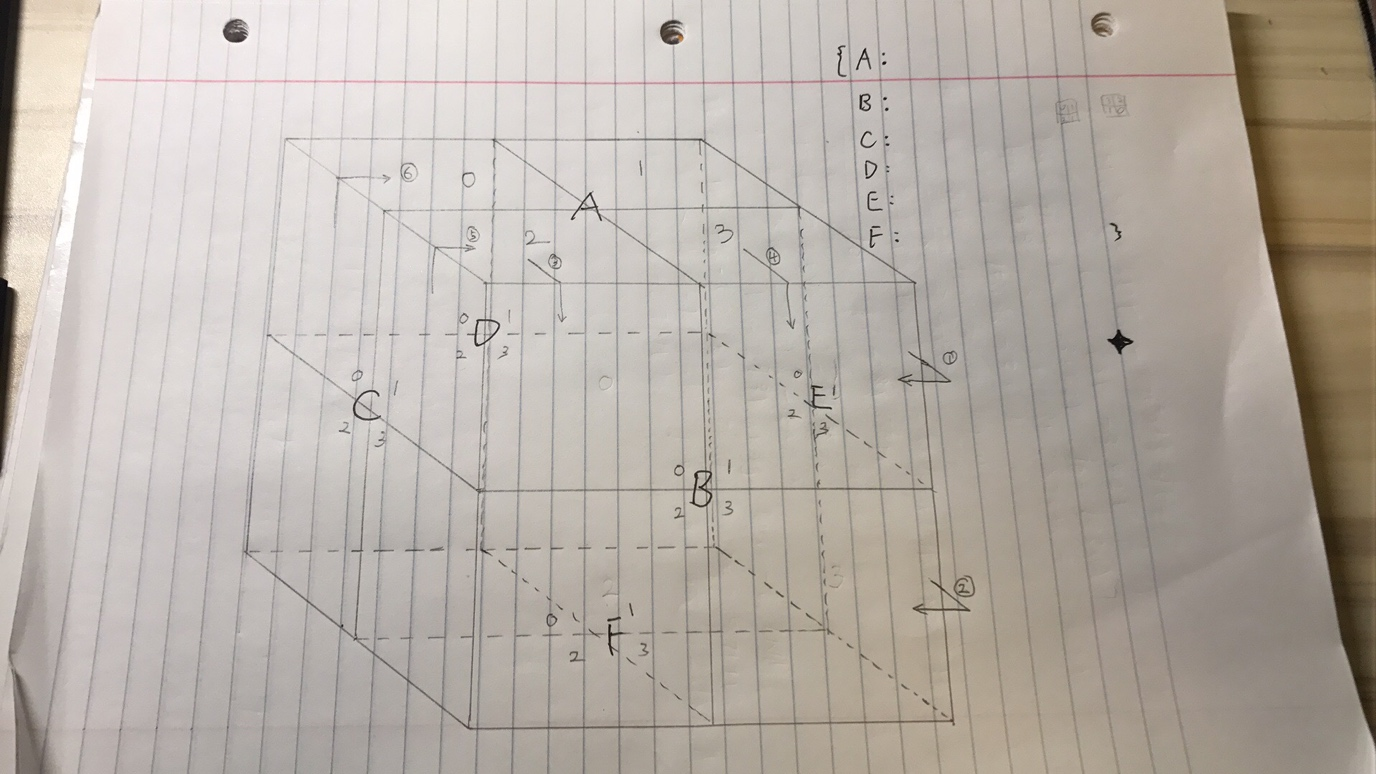 { A :
B :
C :
D :
E :
F : }
⑥ 0 1
A
⑤ 2 ③ 3 ④
0 1
D
2 3
①
0 1
C
2 3
0 1
E
2 3
0 1
B
2 3
②
0 1
F
2 3